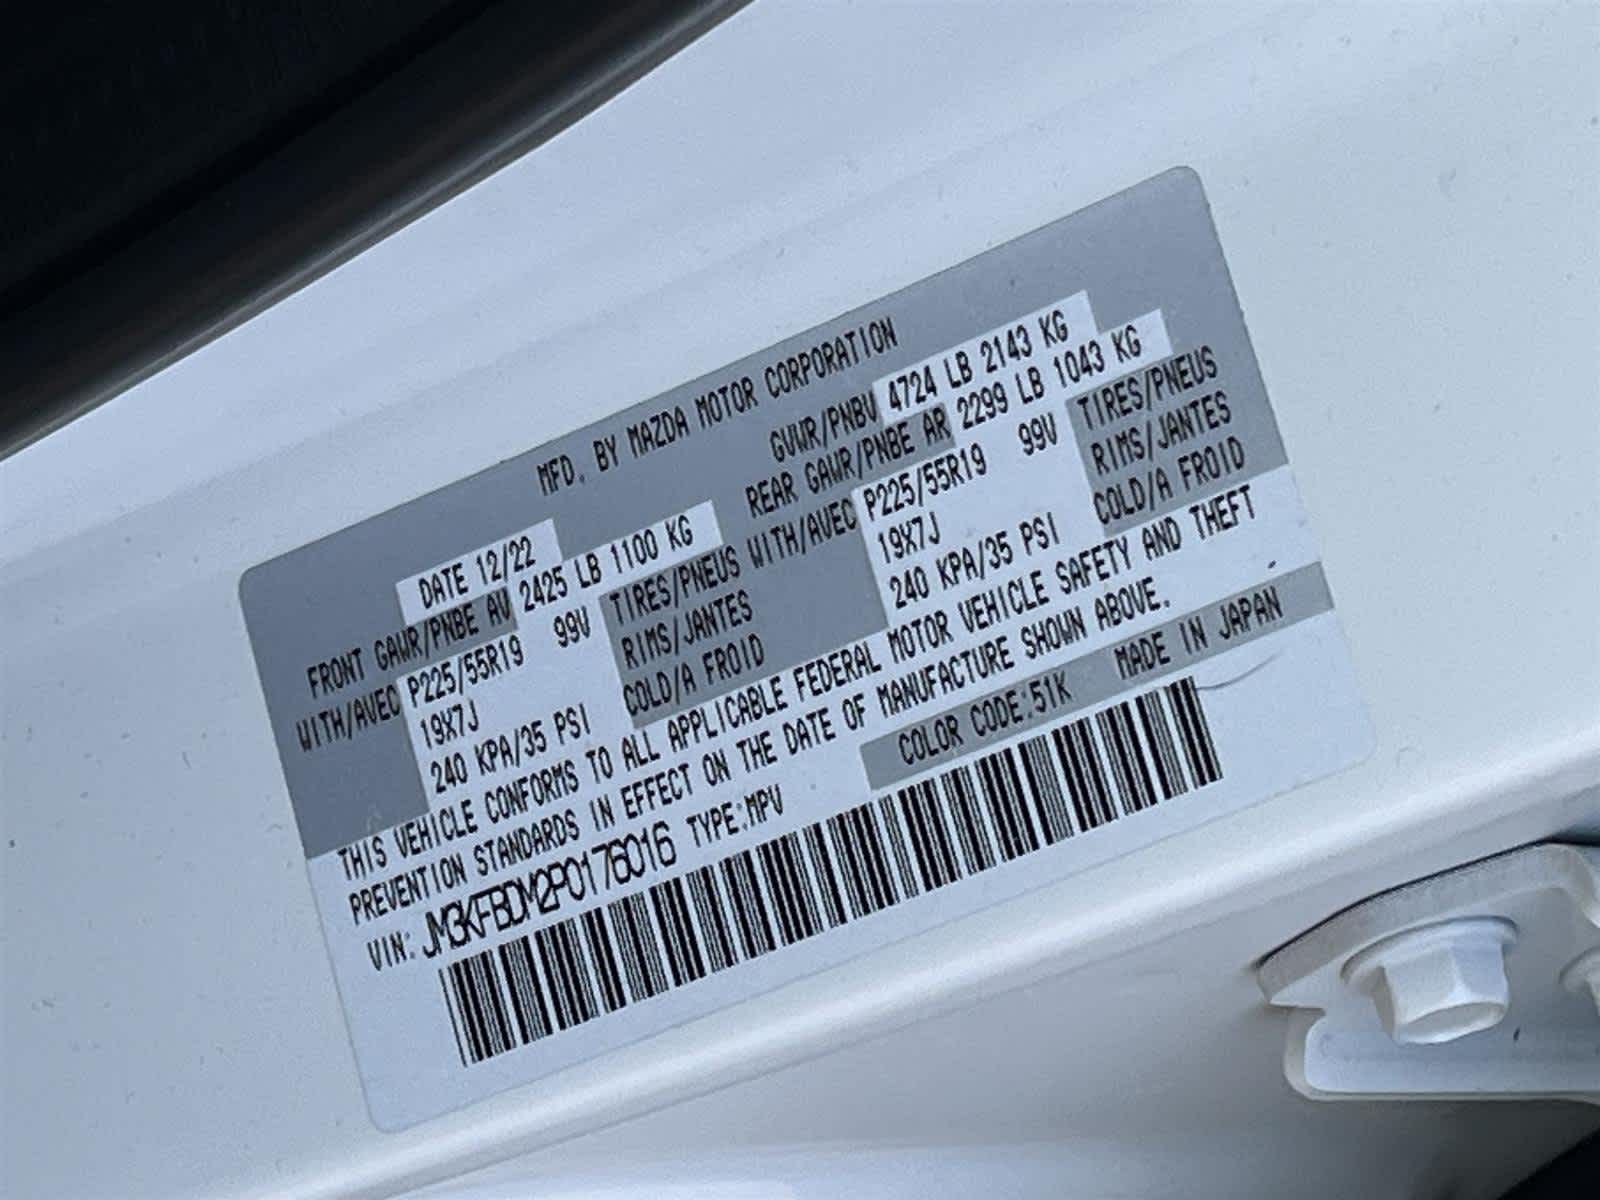 MFD. BY MAZDA MOTOR CORPORATION
DATE 12/22 GVWR/PNBV 4724 LB 2143 KG
FRONT GAWR/PNBE AV 2425 LB 1100 KG REAR GAWR/PNBE AR 2299 LB 1043 KG
WITH/AVEC P225/55R19 99V TIRES/PNEUS WITH/AVEC P225/55R19 99V TIRES/PNEUS
19X7J RIMS/JANTES 19X7J RIMS/JANTES
240 KPA/35 PSI COLD/A FROID 240 KPA/35 PSI COLD/A FROID
THIS VEHICLE CONFORMS TO ALL APPLICABLE FEDERAL MOTOR VEHICLE SAFETY AND THEFT
PREVENTION STANDARDS IN EFFECT ON THE DATE OF MANUFACTURE SHOWN ABOVE.
VIN: JM3KFBDM2P0176016 TYPE:MPV COLOR CODE:51K MADE IN JAPAN